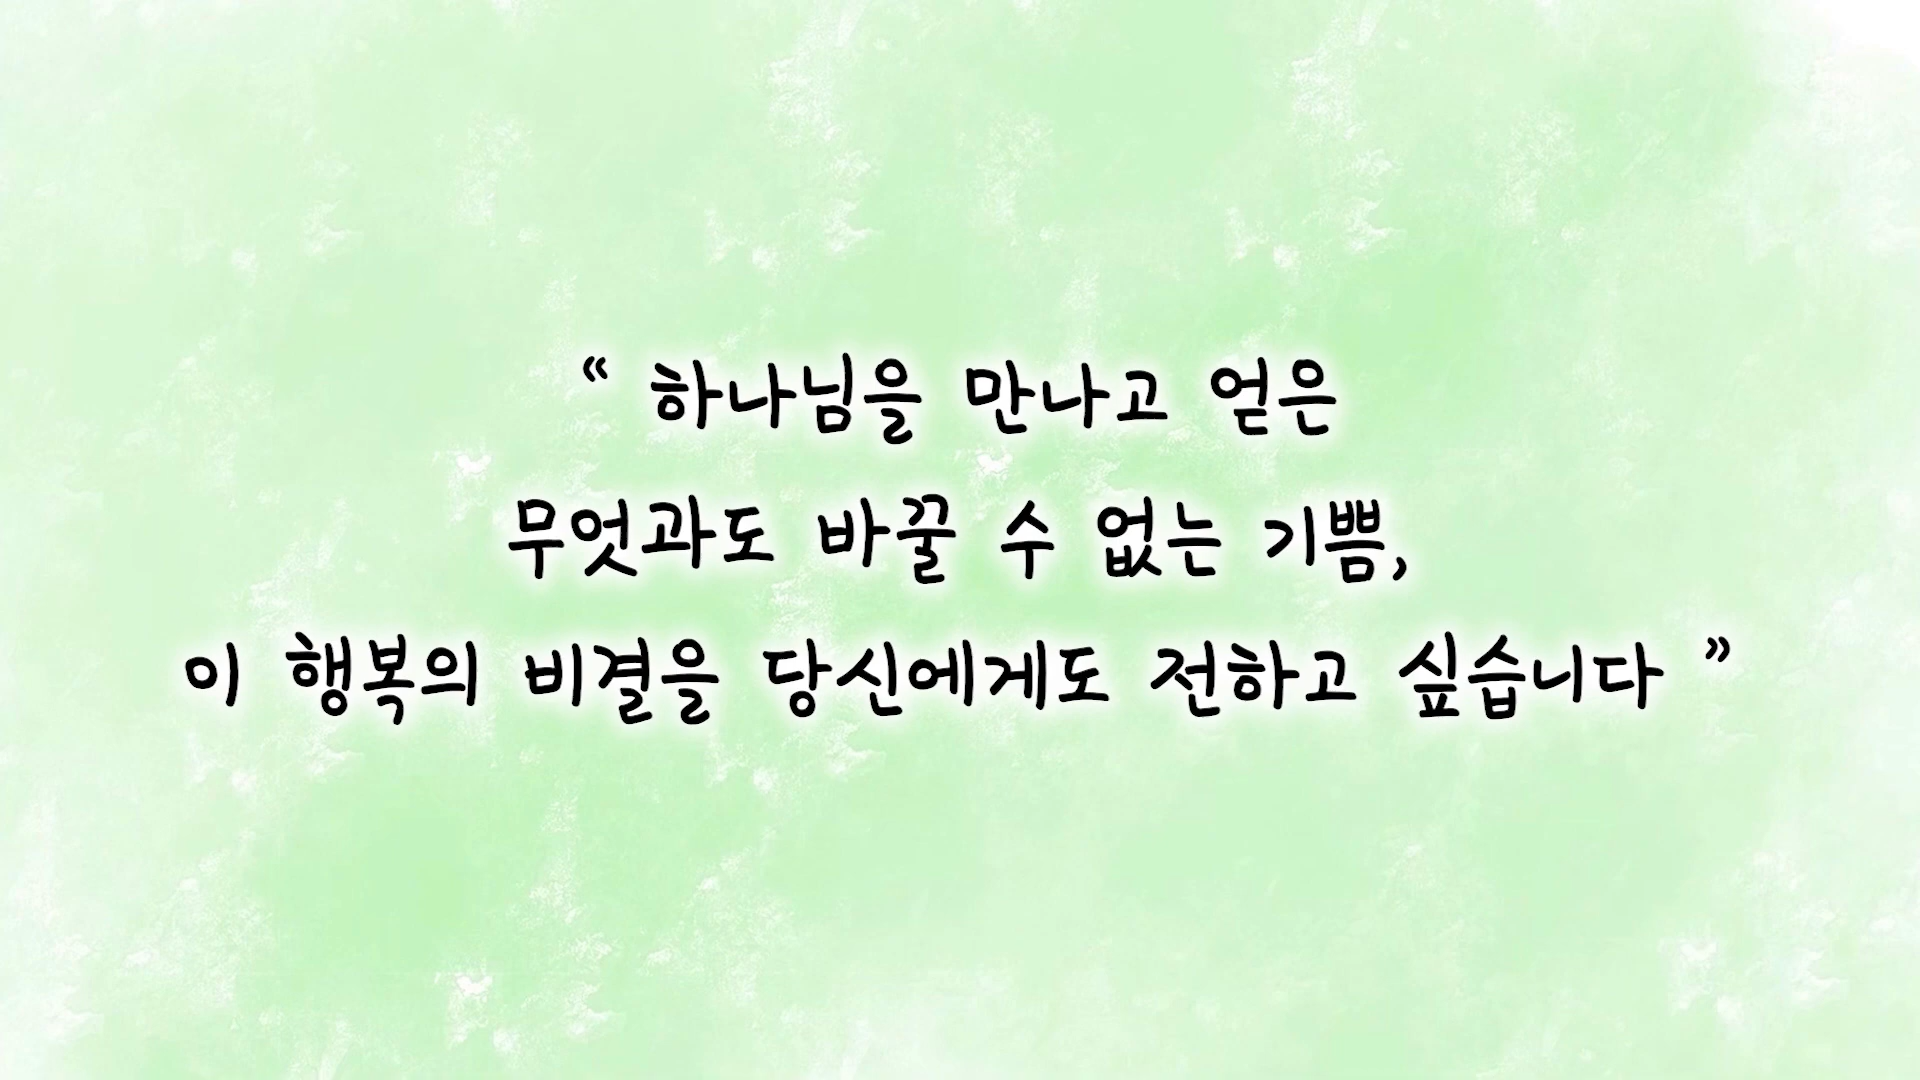 “ 하나님을 만나고 얻은
무엇과도 바꿀 수 없는 기쁨,
이 행복의 비결을 당신에게도 전하고 싶습니다 ”